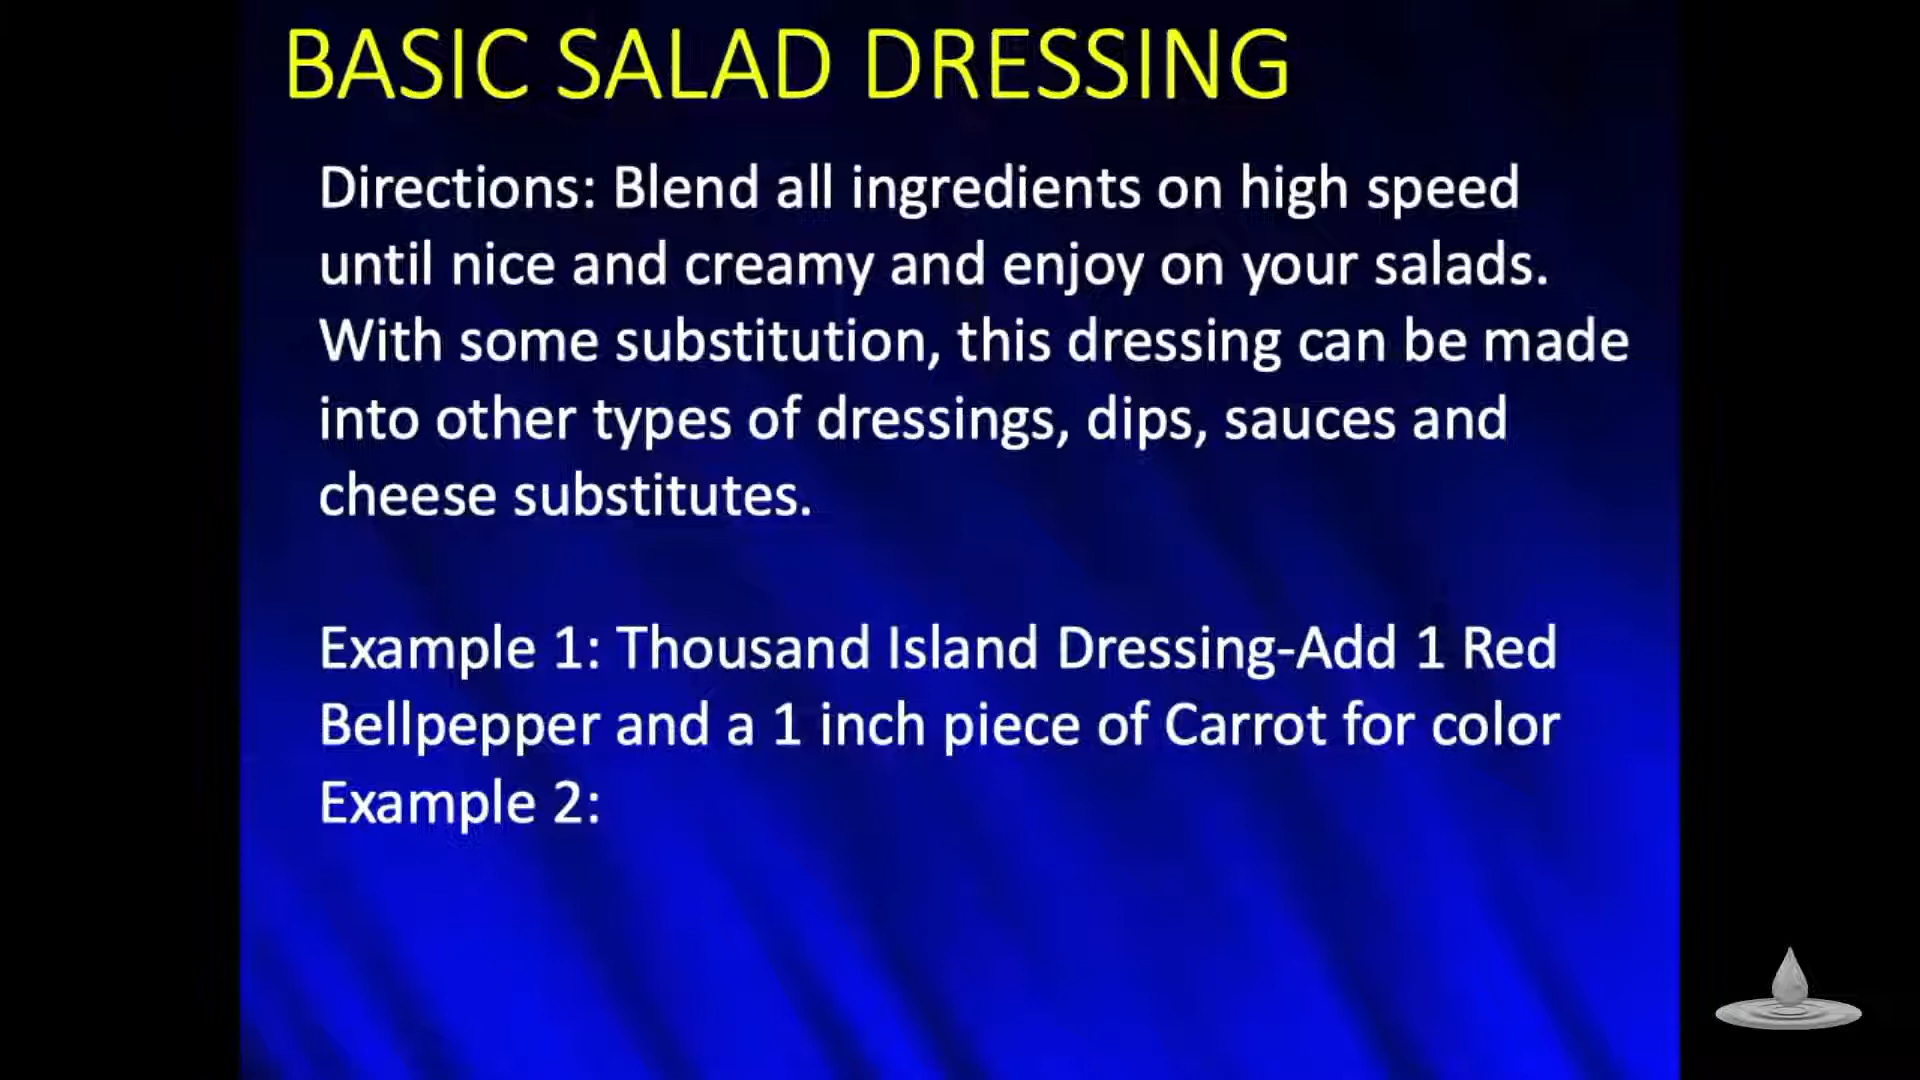 BASIC SALAD DRESSING
Directions: Blend all ingredients on high speed
until nice and creamy and enjoy on your salads.
With some substitution, this dressing can be made
into other types of dressings, dips, sauces and
cheese substitutes.
Example 1: Thousand Island Dressing-Add 1 Red
Bellpepper and a 1 inch piece of Carrot for color
Example 2: